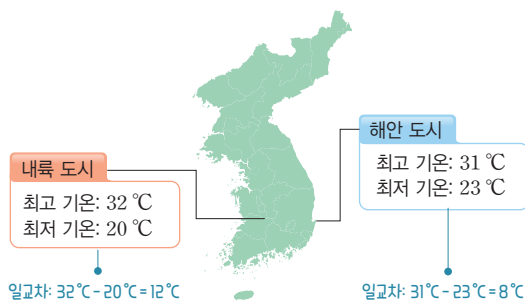 해안 도시
최고 기온: 31 ℃
최저 기온: 23 ℃
내륙 도시
최고 기온: 32 ℃
최저 기온: 20 ℃
일교차: 32℃-20℃=12℃
일교차: 31℃-23℃=8℃